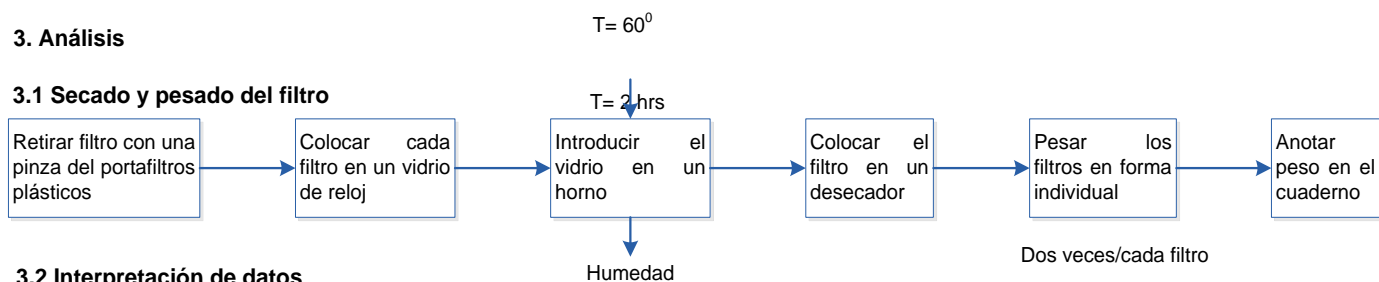 3. Análisis
T= 60⁰
3.1 Secado y pesado del filtro
T= 2 hrs
Retirar filtro con una
pinza del portafiltros
plásticos
Colocar cada
filtro en un vidrio
de reloj
Introducir el
vidrio en un
horno
Colocar el
filtro en un
desecador
Pesar los
filtros en forma
individual
Anotar
peso en el
cuaderno
Dos veces/cada filtro
Humedad
3.2 Interpretación de datos